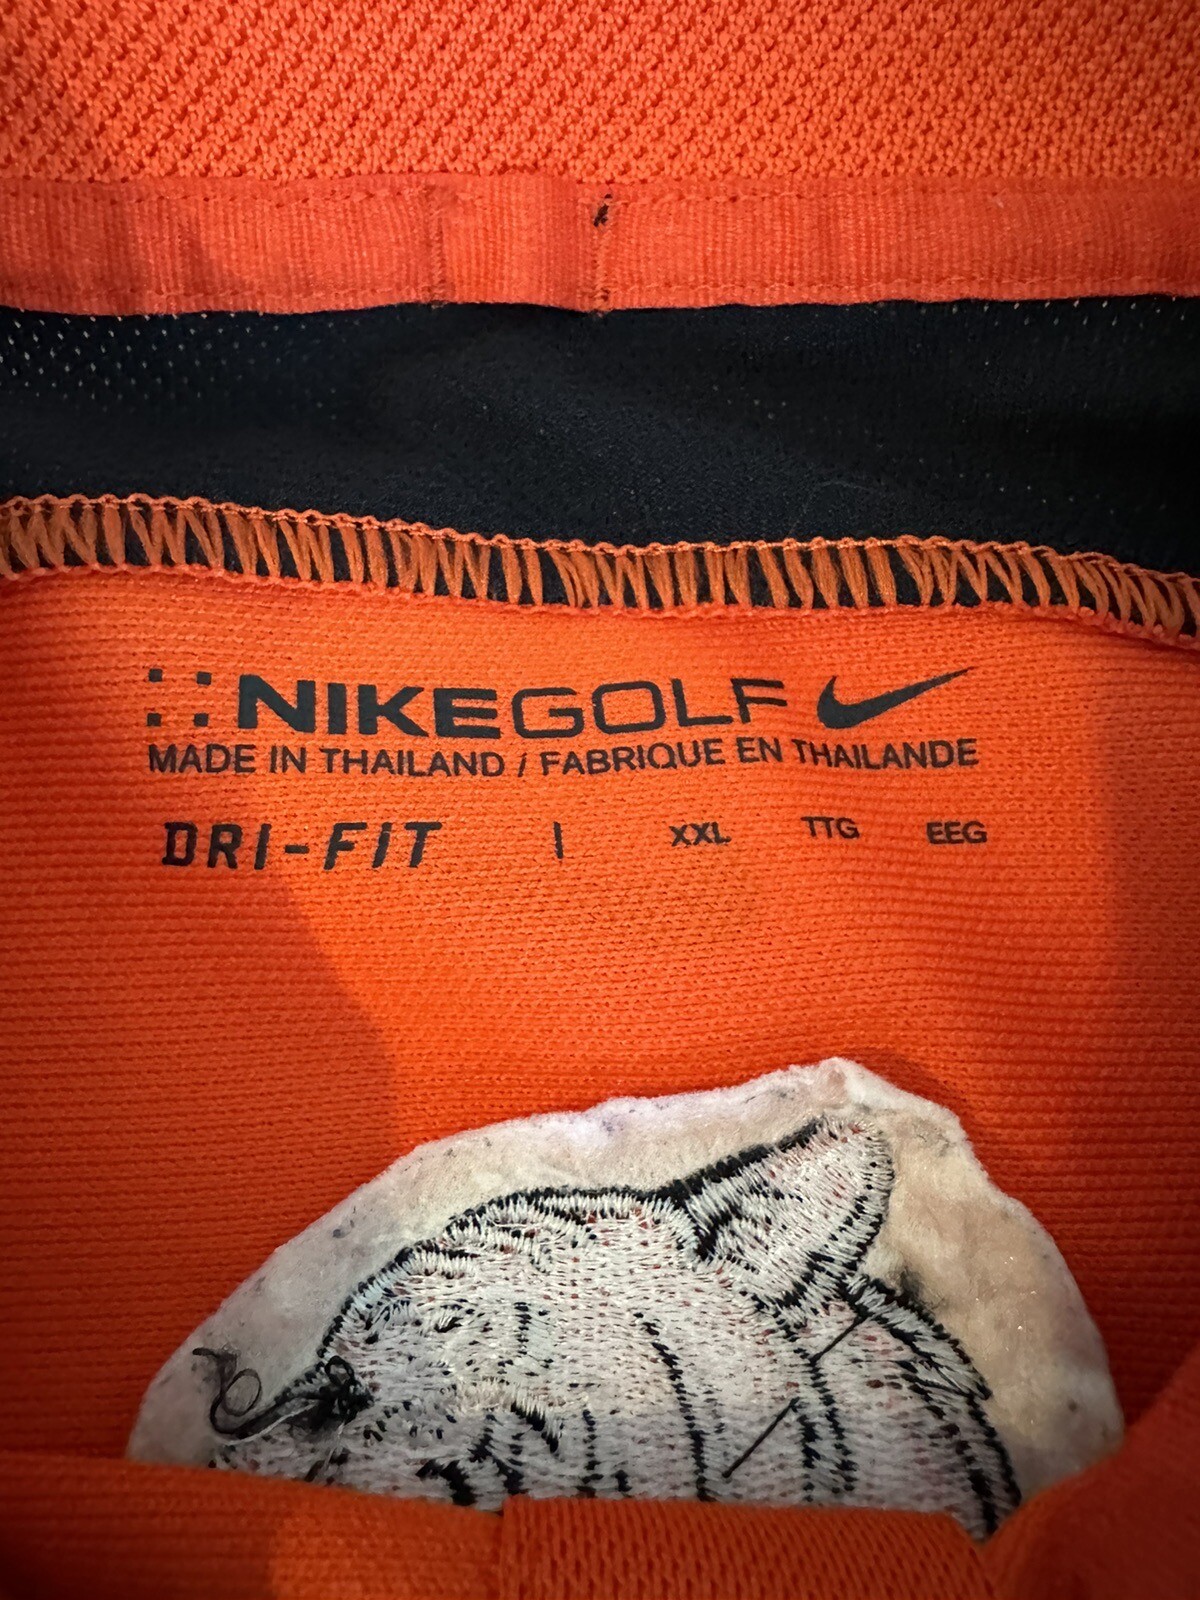 NIKEGOLF
MADE IN THAILAND / FABRIQUE EN THAILANDE
DRI-FIT | XXL TTG EEG